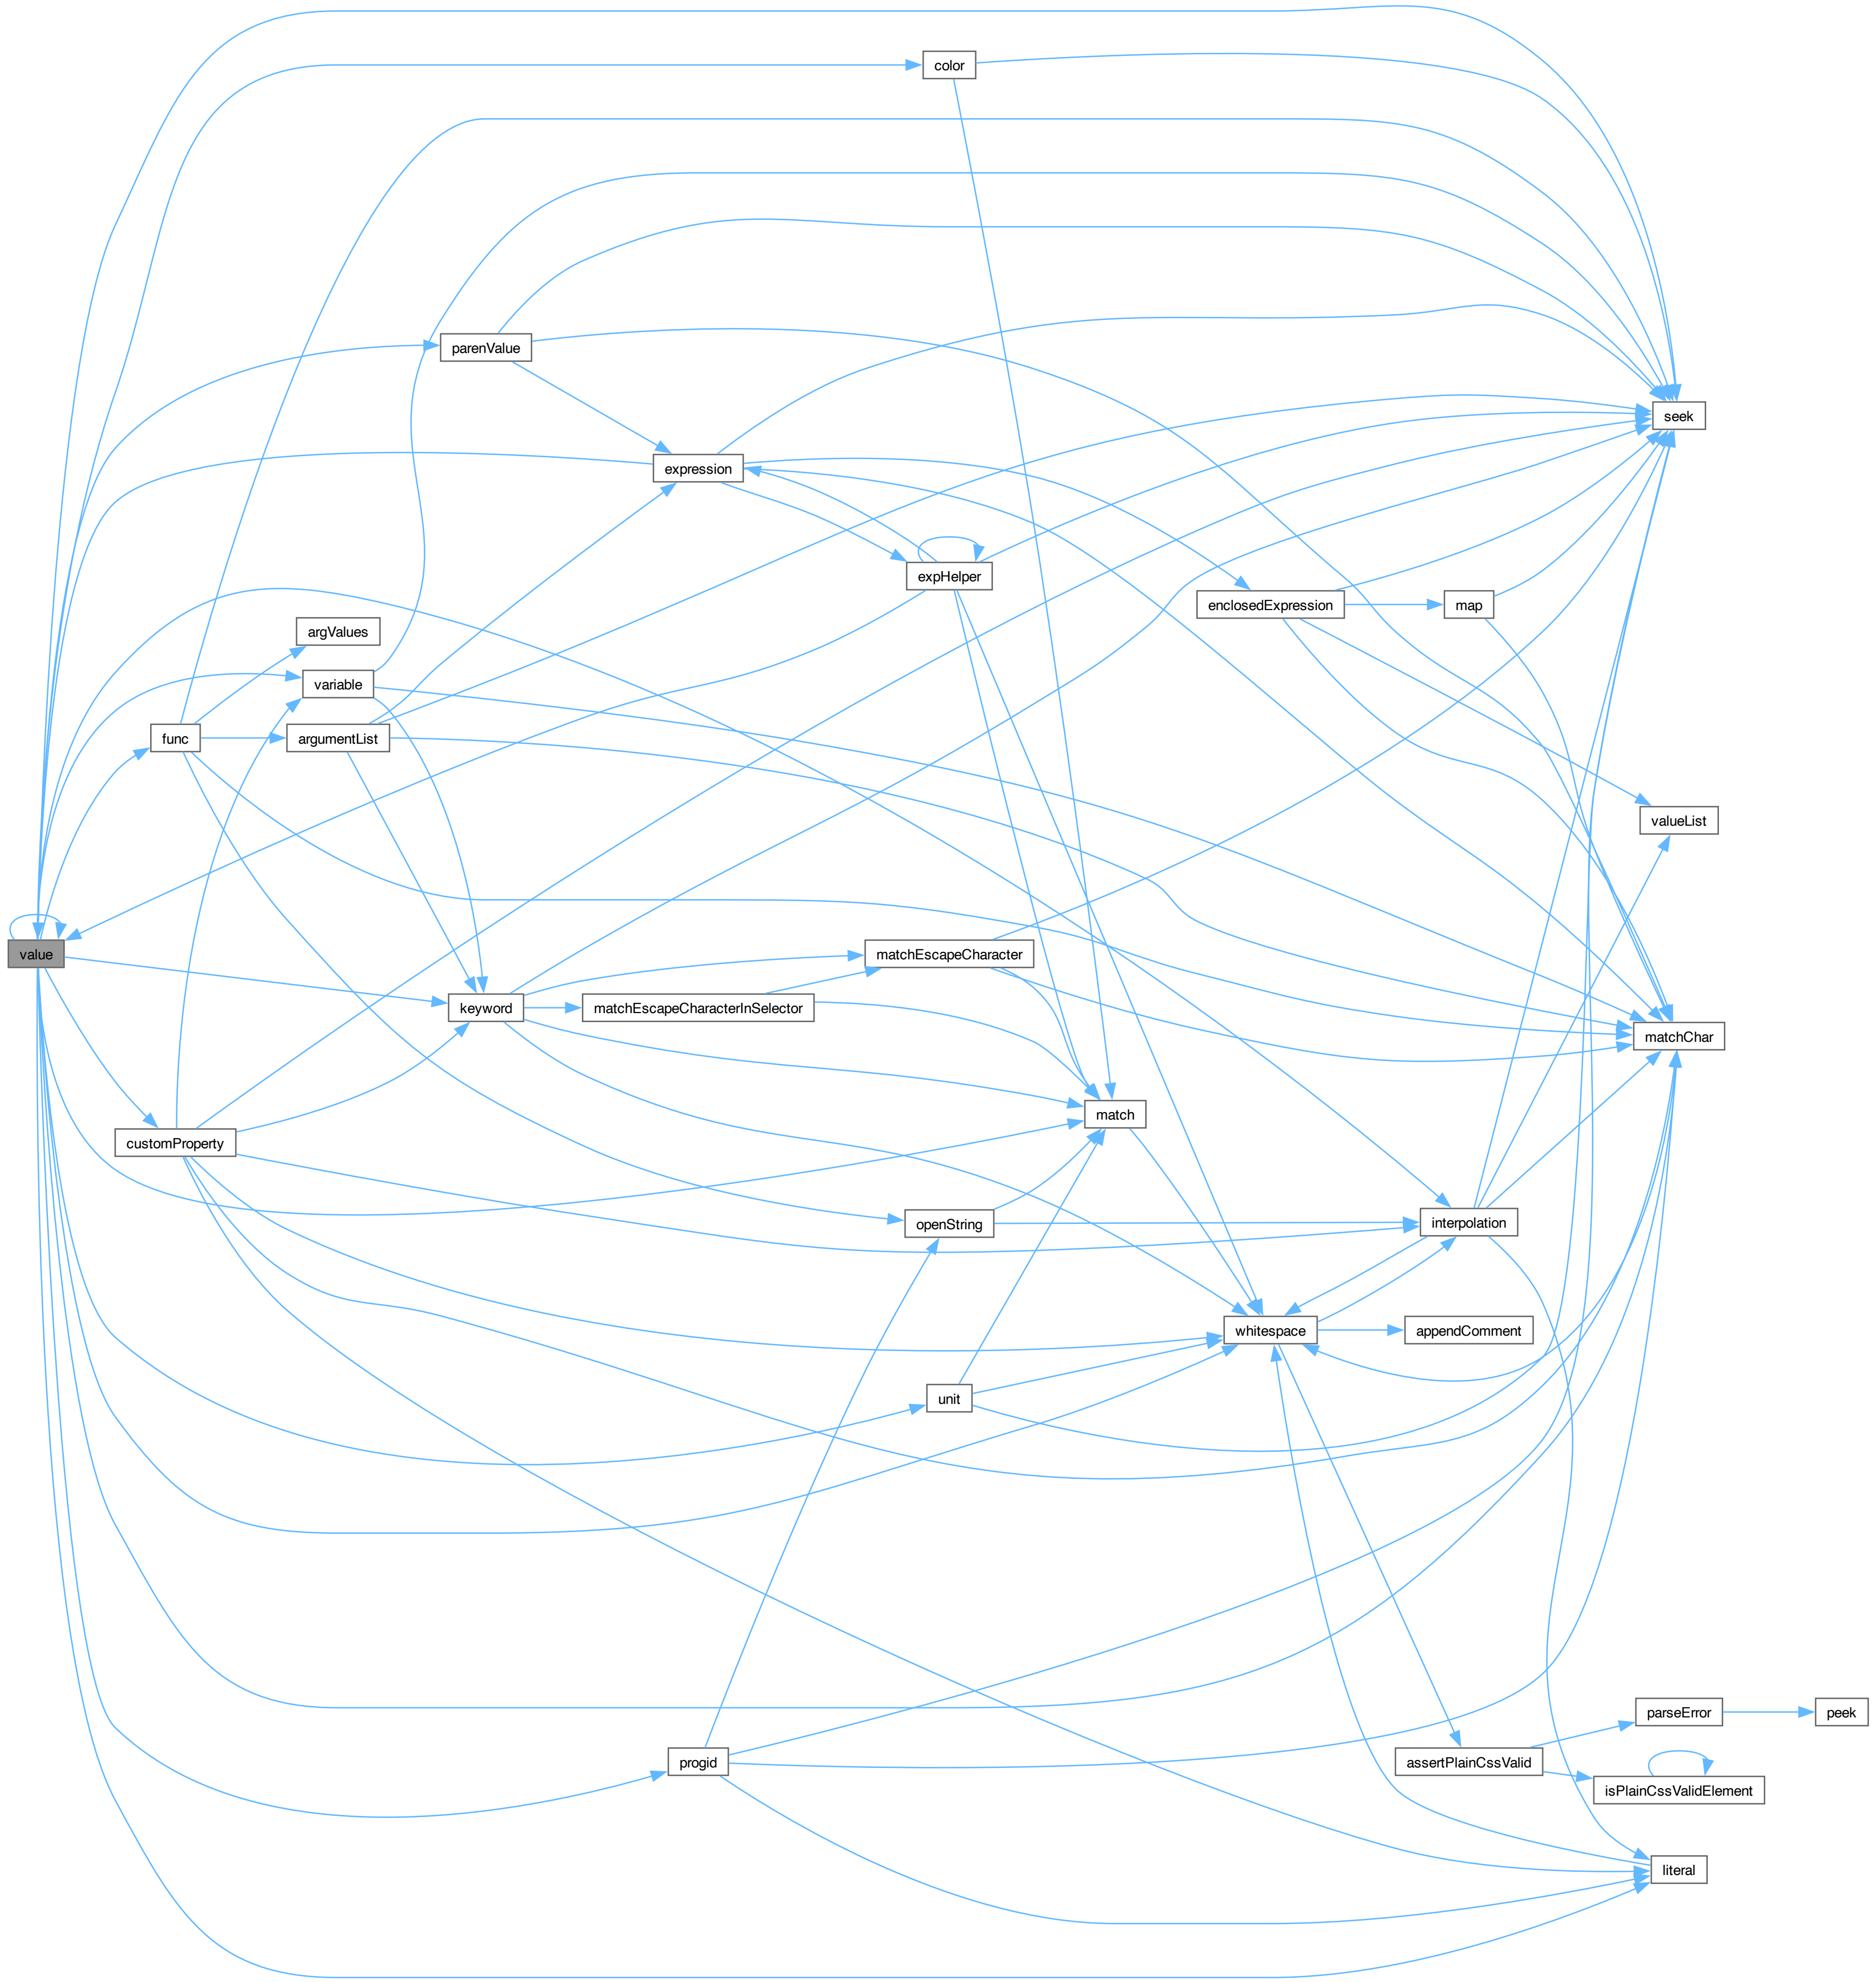 color
parenValue
seek
expression
expHelper
enclosedExpression
map
argValues
variable
func
argumentList
valueList
value
matchEscapeCharacter
keyword
matchEscapeCharacterInSelector
matchChar
match
customProperty
openString
interpolation
whitespace
appendComment
unit
parseError
peek
progid
assertPlainCssValid
isPlainCssValidElement
literal